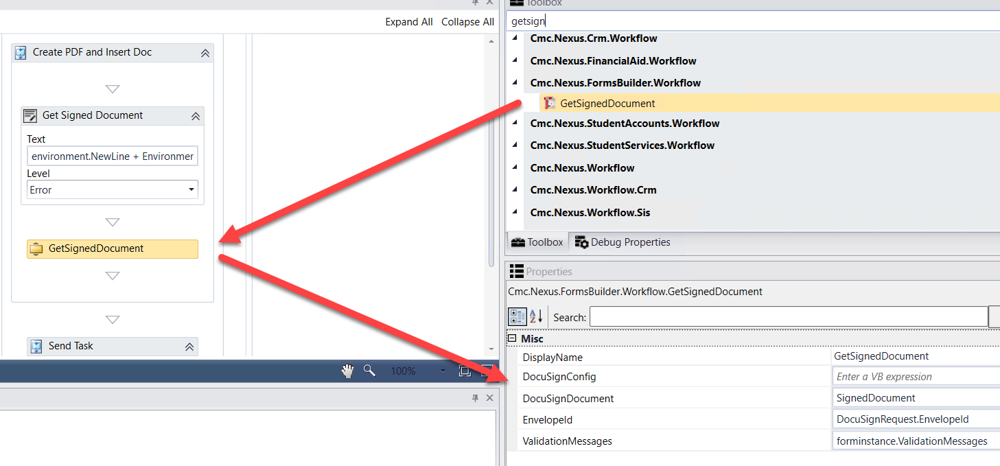 Expand All Collapse All
Create PDF and Insert Doc
Get Signed Document
Text
environment.NewLine + Environmer
Level
Error
GetSignedDocument
Send Task
100%
Toolbox
getsign
Cmc.Nexus.Crm.Workflow
Cmc.Nexus.FinancialAid.Workflow
Cmc.Nexus.FormsBuilder.Workflow
GetSignedDocument
Cmc.Nexus.StudentAccounts.Workflow
Cmc.Nexus.StudentServices.Workflow
Cmc.Nexus.Workflow
Cmc.Nexus.Workflow.Crm
Cmc.Nexus.Workflow.Sis
Toolbox Debug Properties
Properties
Cmc.Nexus.FormsBuilder.Workflow.GetSignedDocument
Search:
Misc
DisplayName GetSignedDocument
DocuSignConfig Enter a VB expression
DocuSignDocument SignedDocument
EnvelopeId DocuSignRequest.EnvelopeId
ValidationMessages forminstance.ValidationMessages